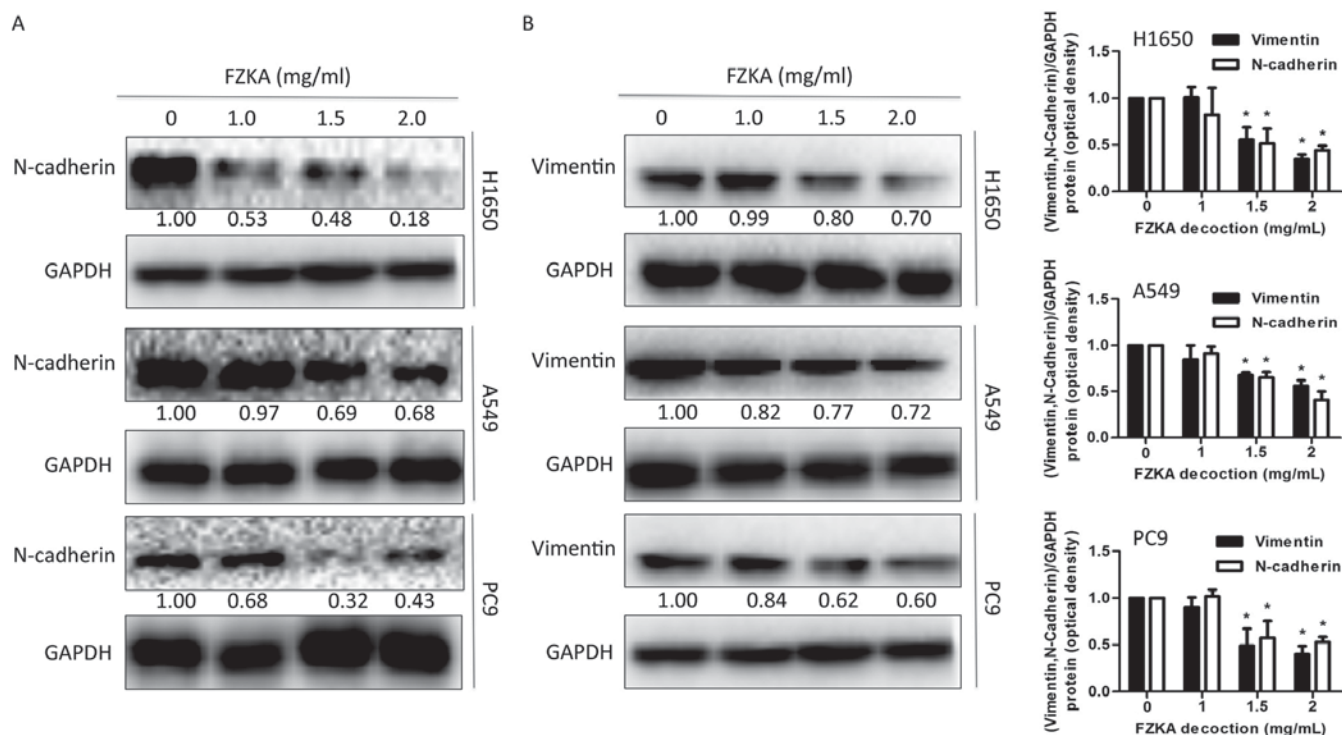 A
FZKA (mg/ml)
0 1.0 1.5 2.0
N-cadherin
1.00 0.53 0.48 0.18
GAPDH
H1650
N-cadherin
1.00 0.97 0.69 0.68
GAPDH
A549
N-cadherin
1.00 0.68 0.32 0.43
GAPDH
PC9
B
FZKA (mg/ml)
0 1.0 1.5 2.0
Vimentin
1.00 0.99 0.80 0.70
GAPDH
H1650
Vimentin
1.00 0.82 0.77 0.72
GAPDH
A549
Vimentin
1.00 0.84 0.62 0.60
GAPDH
PC9
(Vimentin,N-Cadherin)/GAPDH
protein (optical density)
1.5
1.0
0.5
0.0
H1650
Vimentin
N-cadherin
* * * *
0 1 1.5 2
FZKA decoction (mg/mL)
(Vimentin,N-Cadherin)/GAPDH
protein (optical density)
1.5
1.0
0.5
0.0
A549
Vimentin
N-cadherin
* * * *
0 1 1.5 2
FZKA decoction (mg/mL)
(Vimentin,N-Cadherin)/GAPDH
protein (optical density)
1.5
1.0
0.5
0.0
PC9
Vimentin
N-cadherin
* * * *
0 1 1.5 2
FZKA decoction (mg/mL)